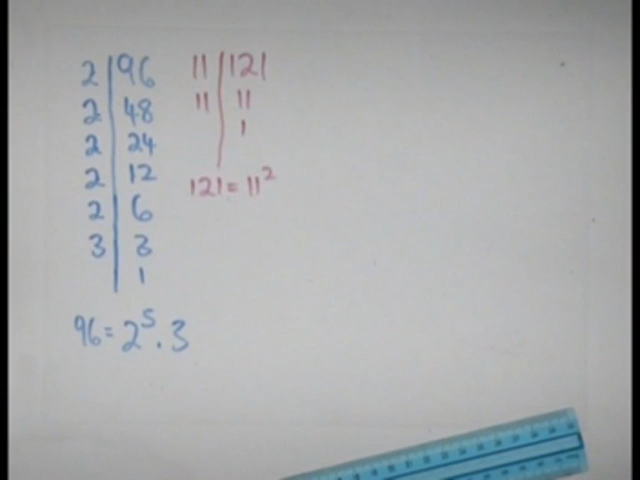 2 | 96
2 | 48
2 | 24
2 | 12
2 | 6
3 | 3
| 1
96 = 2⁵ . 3
11 | 121
11 | 11
| 1
121 = 11²